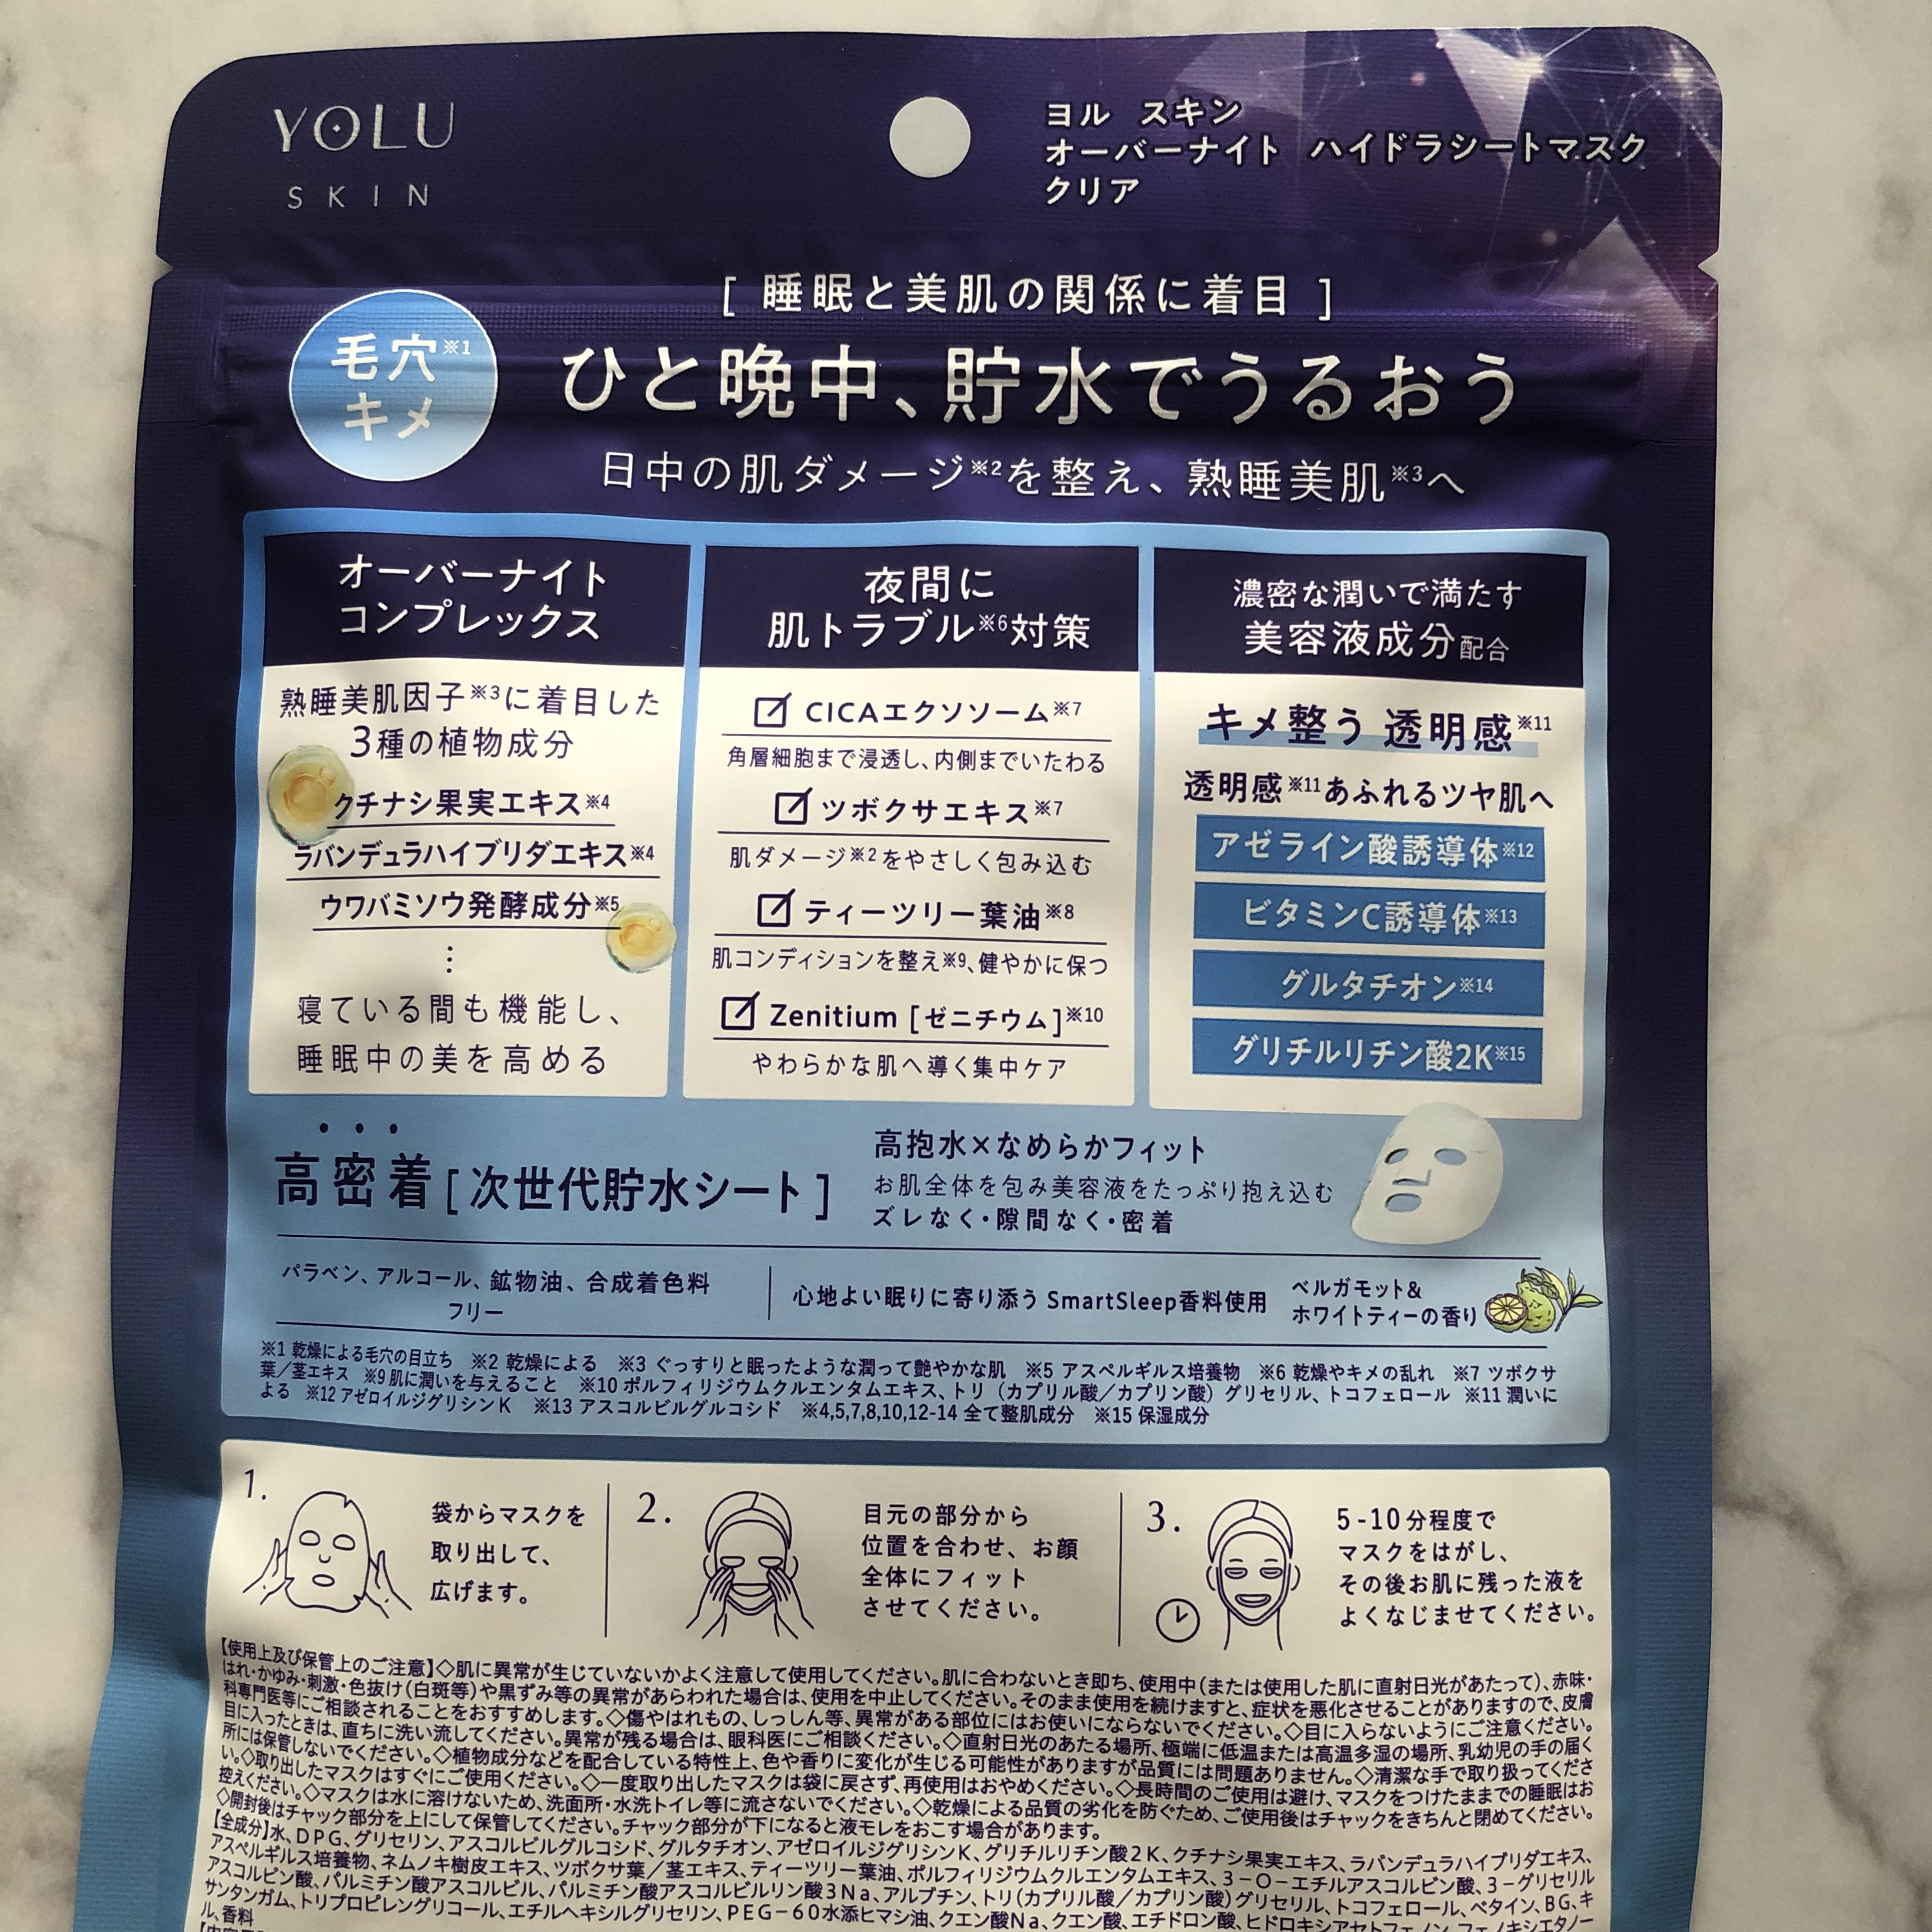 YOLU
SKIN
ヨル スキン
オーバーナイト ハイドラシートマスク
クリア
[ 睡眠と美肌の関係に着目 ]
毛穴※1
キメ
ひと晩中、貯水でうるおう
日中の肌ダメージ※2を整え、熟睡美肌※3へ
オーバーナイト
コンプレックス
熟睡美肌因子※3に着目した
3種の植物成分
クチナシ果実エキス※4
ラバンデュラハイブリダエキス※4
ウワバミソウ発酵成分※5
⋮
寝ている間も機能し、
睡眠中の美を高める
夜間に
肌トラブル※6対策
CICAエクソソーム※7
角層細胞まで浸透し、内側までいたわる
ツボクサエキス※7
肌ダメージ※2をやさしく包み込む
ティーツリー葉油※8
肌コンディションを整え※9、健やかに保つ
Zenitium [ゼニチウム]※10
やわらかな肌へ導く集中ケア
濃密な潤いで満たす
美容液成分配合
キメ整う 透明感※11
透明感※11あふれるツヤ肌へ
アゼライン酸誘導体※12
ビタミンC誘導体※13
グルタチオン※14
グリチルリチン酸2K※15
高密着[次世代貯水シート]
高抱水×なめらかフィット
お肌全体を包み美容液をたっぷり抱え込む
ズレなく・隙間なく・密着
パラベン、アルコール、鉱物油、合成着色料
フリー
心地よい眠りに寄り添う SmartSleep香料使用
ベルガモット&
ホワイトティーの香り
※1 乾燥による毛穴の目立ち ※2 乾燥による ※3 ぐっすりと眠ったような潤って艶やかな肌 ※5 アスペルギルス培養物 ※6 乾燥やキメの乱れ ※7 ツボクサ
葉／茎エキス ※9 肌に潤いを与えること ※10 ポルフィリジウムクルエンタムエキス、トリ（カプリル酸／カプリン酸）グリセリル、トコフェロール ※11 潤いに
よる ※12 アゼロイルジグリシンK ※13 アスコルビルグルコシド ※4,5,7,8,10,12-14 全て整肌成分 ※15 保湿成分
1.
袋からマスクを
取り出して、
広げます。
2.
目元の部分から
位置を合わせ、お顔
全体にフィット
させてください。
3.
5-10分程度で
マスクをはがし、
その後お肌に残った液を
よくなじませてください。
【使用上及び保管上のご注意】◇肌に異常が生じていないかよく注意して使用してください。肌に合わないとき即ち、使用中(または使用した肌に直射日光があたって)、赤味・
はれ・かゆみ・刺激・色抜け(白斑等)や黒ずみ等の異常があらわれた場合は、使用を中止してください。そのまま使用を続けますと、症状を悪化させることがありますので、皮膚
科専門医等にご相談されることをおすすめします。◇傷やはれもの、しっしん等、異常がある部位にはお使いにならないでください。◇目に入らないようにご注意ください。
目に入ったときは、直ちに洗い流してください。異常が残る場合は、眼科医にご相談ください。◇直射日光のあたる場所、極端に低温または高温多湿の場所、乳幼児の手の届く
所には保管しないでください。◇植物成分などを配合している特性上、色や香りに変化が生じる可能性がありますが品質には問題ありません。◇清潔な手で取り扱ってくださ
い。◇取り出したマスクはすぐにご使用ください。◇一度取り出したマスクは袋に戻さず、再使用はおやめください。◇長時間のご使用は避け、マスクをつけたままでの睡眠はお
控えください。◇マスクは水に溶けないため、洗面所・水洗トイレ等に流さないでください。◇乾燥による品質の劣化を防ぐため、ご使用後はチャックをきちんと閉めてください。
◇開封後はチャック部分を上にして保管してください。チャック部分が下になると液モレをおこす場合があります。
【全成分】水、DPG、グリセリン、アスコルビルグルコシド、グルタチオン、アゼロイルジグリシンK、グリチルリチン酸2K、クチナシ果実エキス、ラバンデュラハイブリダエキス、
アスペルギルス培養物、ネムノキ樹皮エキス、ツボクサ葉／茎エキス、ティーツリー葉油、ポルフィリジウムクルエンタムエキス、3-O-エチルアスコルビン酸、3-グリセリル
アスコルビン酸、パルミチン酸アスコルビル、パルミチン酸アスコルビルリン酸3Na、アルブチン、トリ(カプリル酸／カプリン酸)グリセリル、トコフェロール、ベタイン、BG、キ
サンタンガム、トリプロピレングリコール、エチルヘキシルグリセリン、PEG-60水添ヒマシ油、クエン酸Na、クエン酸、エチドロン酸、ヒドロキシアセトフェノン、フェノキシエタノー
ル、香料